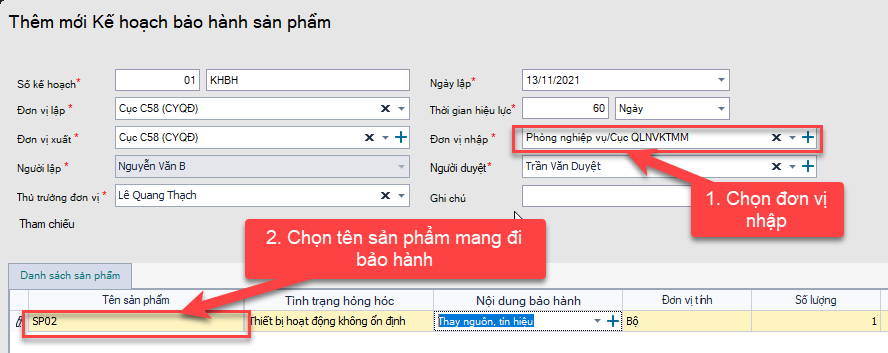 Thêm mới Kế hoạch bảo hành sản phẩm
Số kế hoạch* 01 KHBH Ngày lập* 13/11/2021
Đơn vị lập * Cục C58 (CYQĐ) Thời gian hiệu lực* 60 Ngày
Đơn vị xuất* Cục C58 (CYQĐ) Đơn vị nhập * Phòng nghiệp vụ/Cục QLNVKTMM
Người lập * Nguyễn Văn B Người duyệt* Trần Văn Duyệt
Thủ trưởng đơn vị * Lê Quang Thạch Ghi chú
1. Chọn đơn vị
nhập
Tham chiếu
2. Chọn tên sản phẩm mang đi
bảo hành
Danh sách sản phẩm
Tên sản phẩm Tình trạng hỏng hóc Nội dung bảo hành Đơn vị tính Số lượng
SP02 Thiết bị hoạt động không ổn định Thay nguồn, tín hiệu Bộ 1